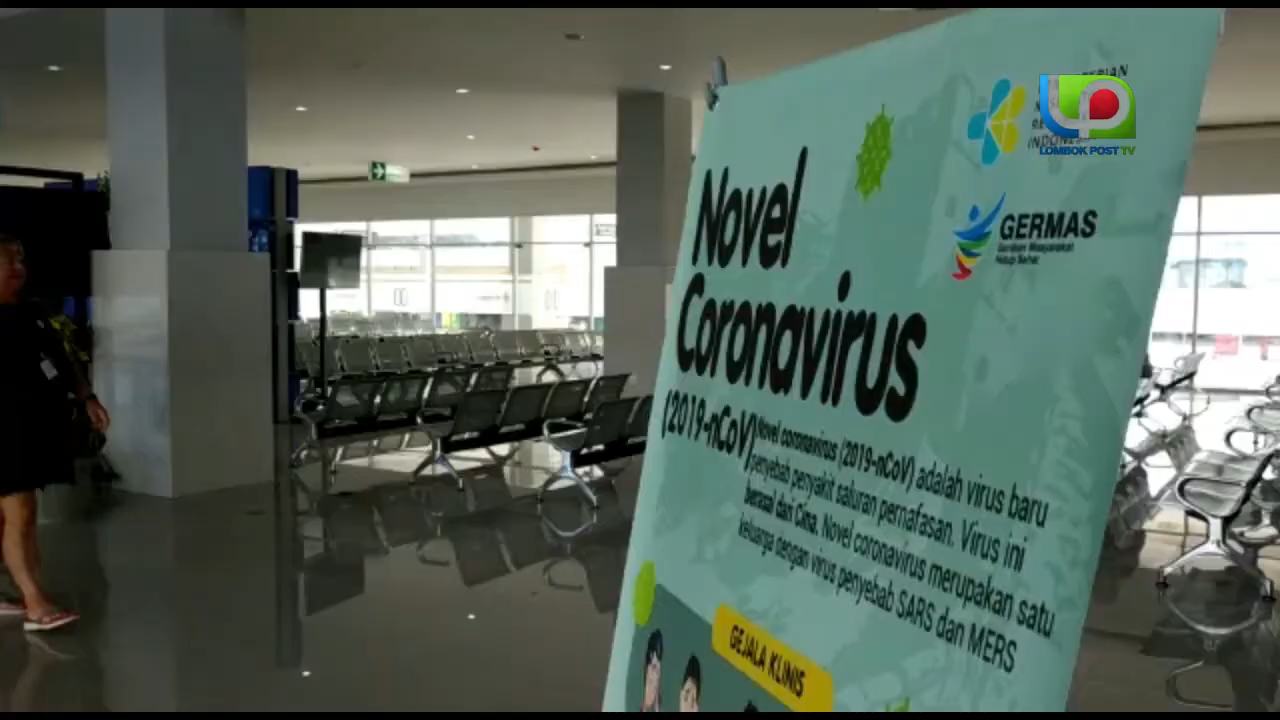 LOMBOK POST TV
GERMAS
Gerakan Masyarakat
Hidup Sehat
Novel
Coronavirus
(2019-nCoV)
Novel coronavirus (2019-nCoV) adalah virus baru
penyebab penyakit saluran pernafasan. Virus ini
berasal dari Cina. Novel coronavirus merupakan satu
keluarga dengan virus penyebab SARS dan MERS
GEJALA KLINIS